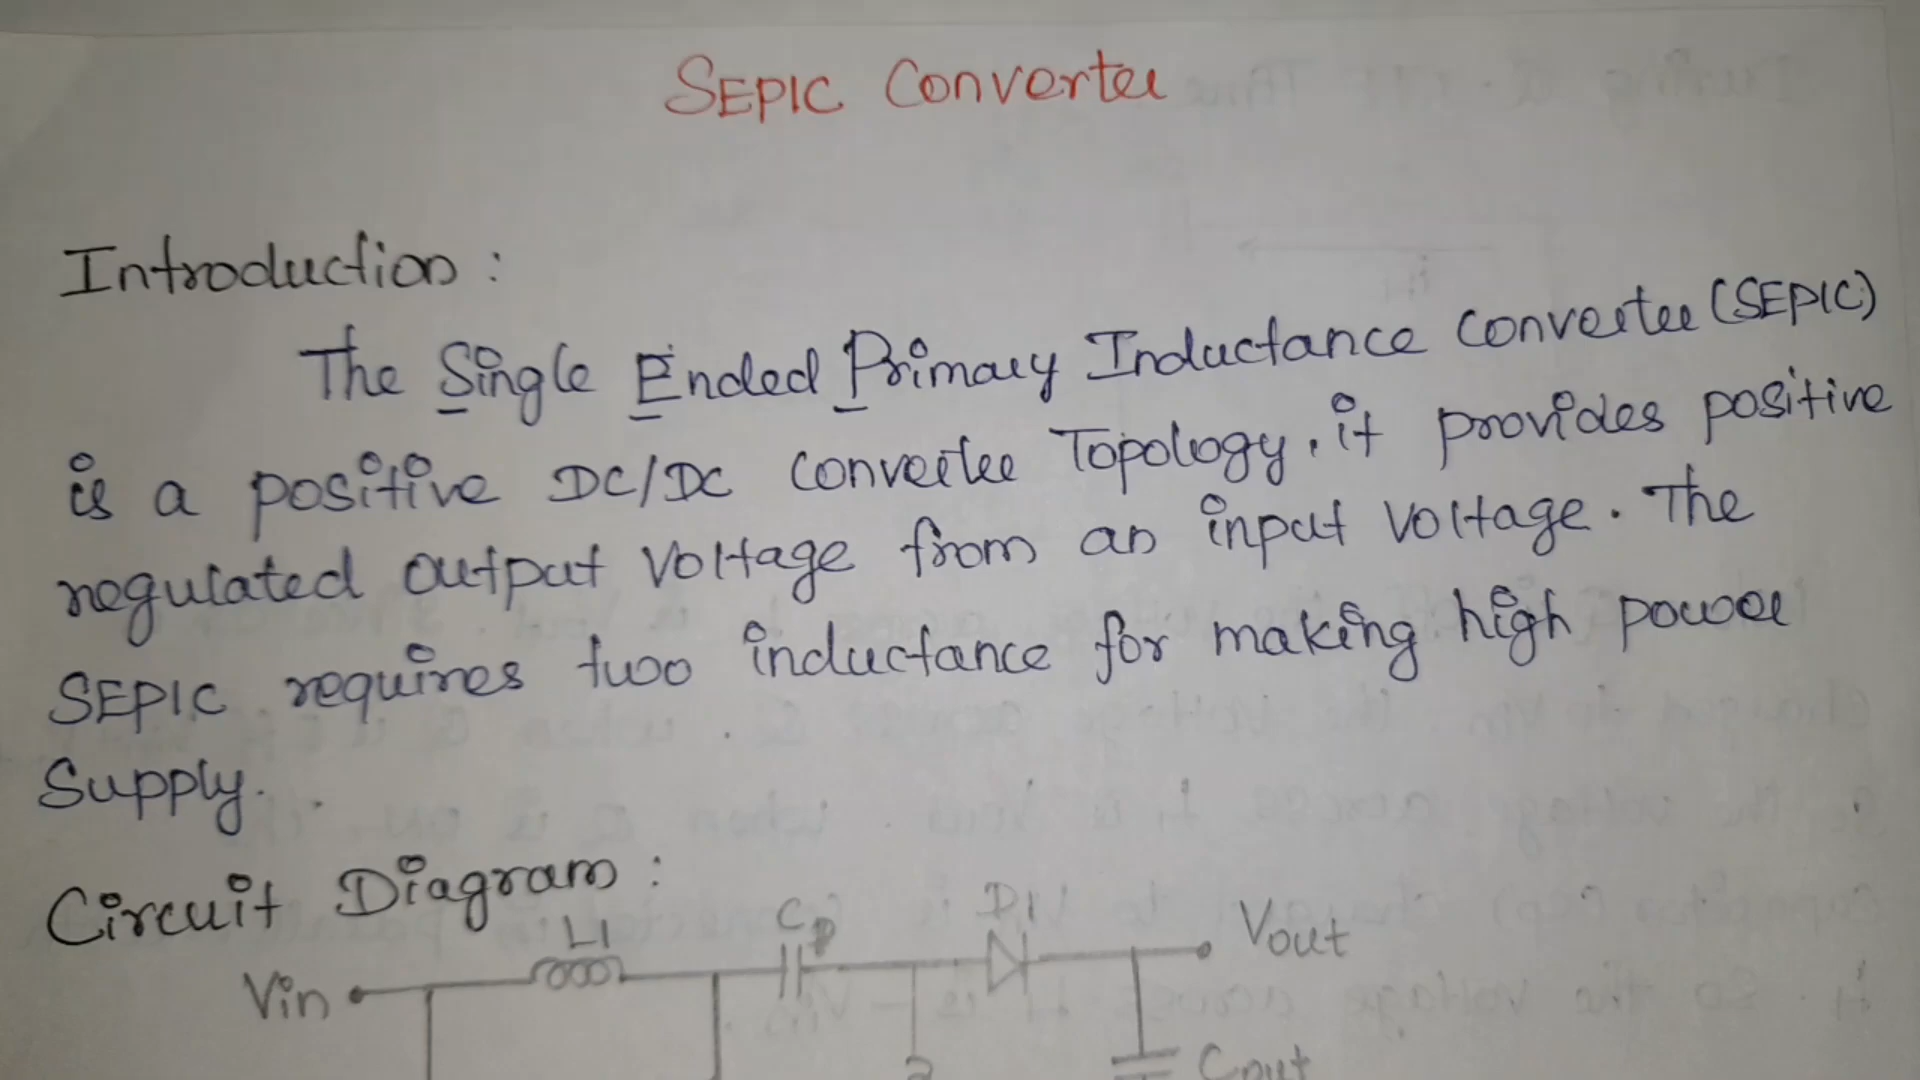 SEPIC Converter
Introduction :
The Single Ended Primary Inductance Converter (SEPIC)
is a positive DC/DC converter Topology. it provides positive
regulated output voltage from an input voltage. The
SEPIC requires two inductance for making high power
Supply.
Circuit Diagram :
L1 Cp D1 Vout
Vin
Cout